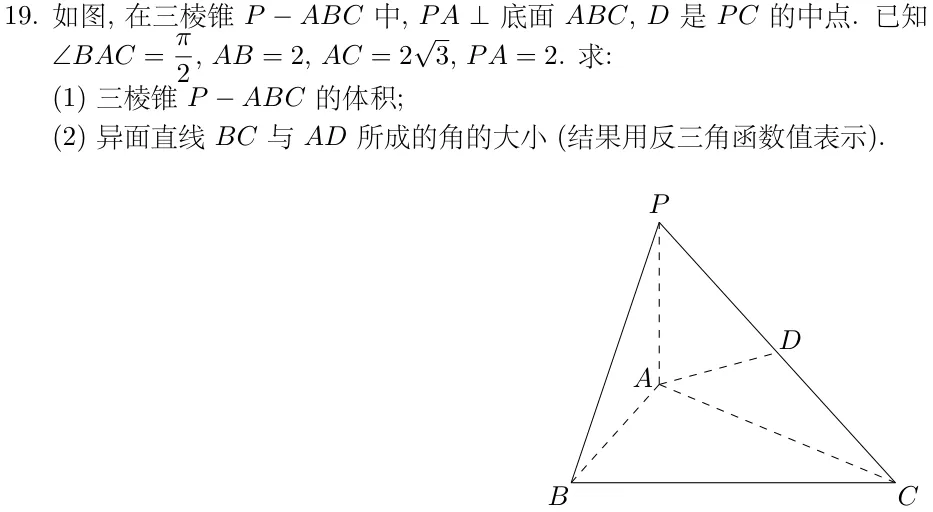 19. 如图, 在三棱锥 P − ABC 中, PA ⊥ 底面 ABC, D 是 PC 的中点. 已知
∠BAC = π/2, AB = 2, AC = 2√3, PA = 2. 求:
(1) 三棱锥 P − ABC 的体积;
(2) 异面直线 BC 与 AD 所成的角的大小 (结果用反三角函数值表示).
P
D
A
B
C